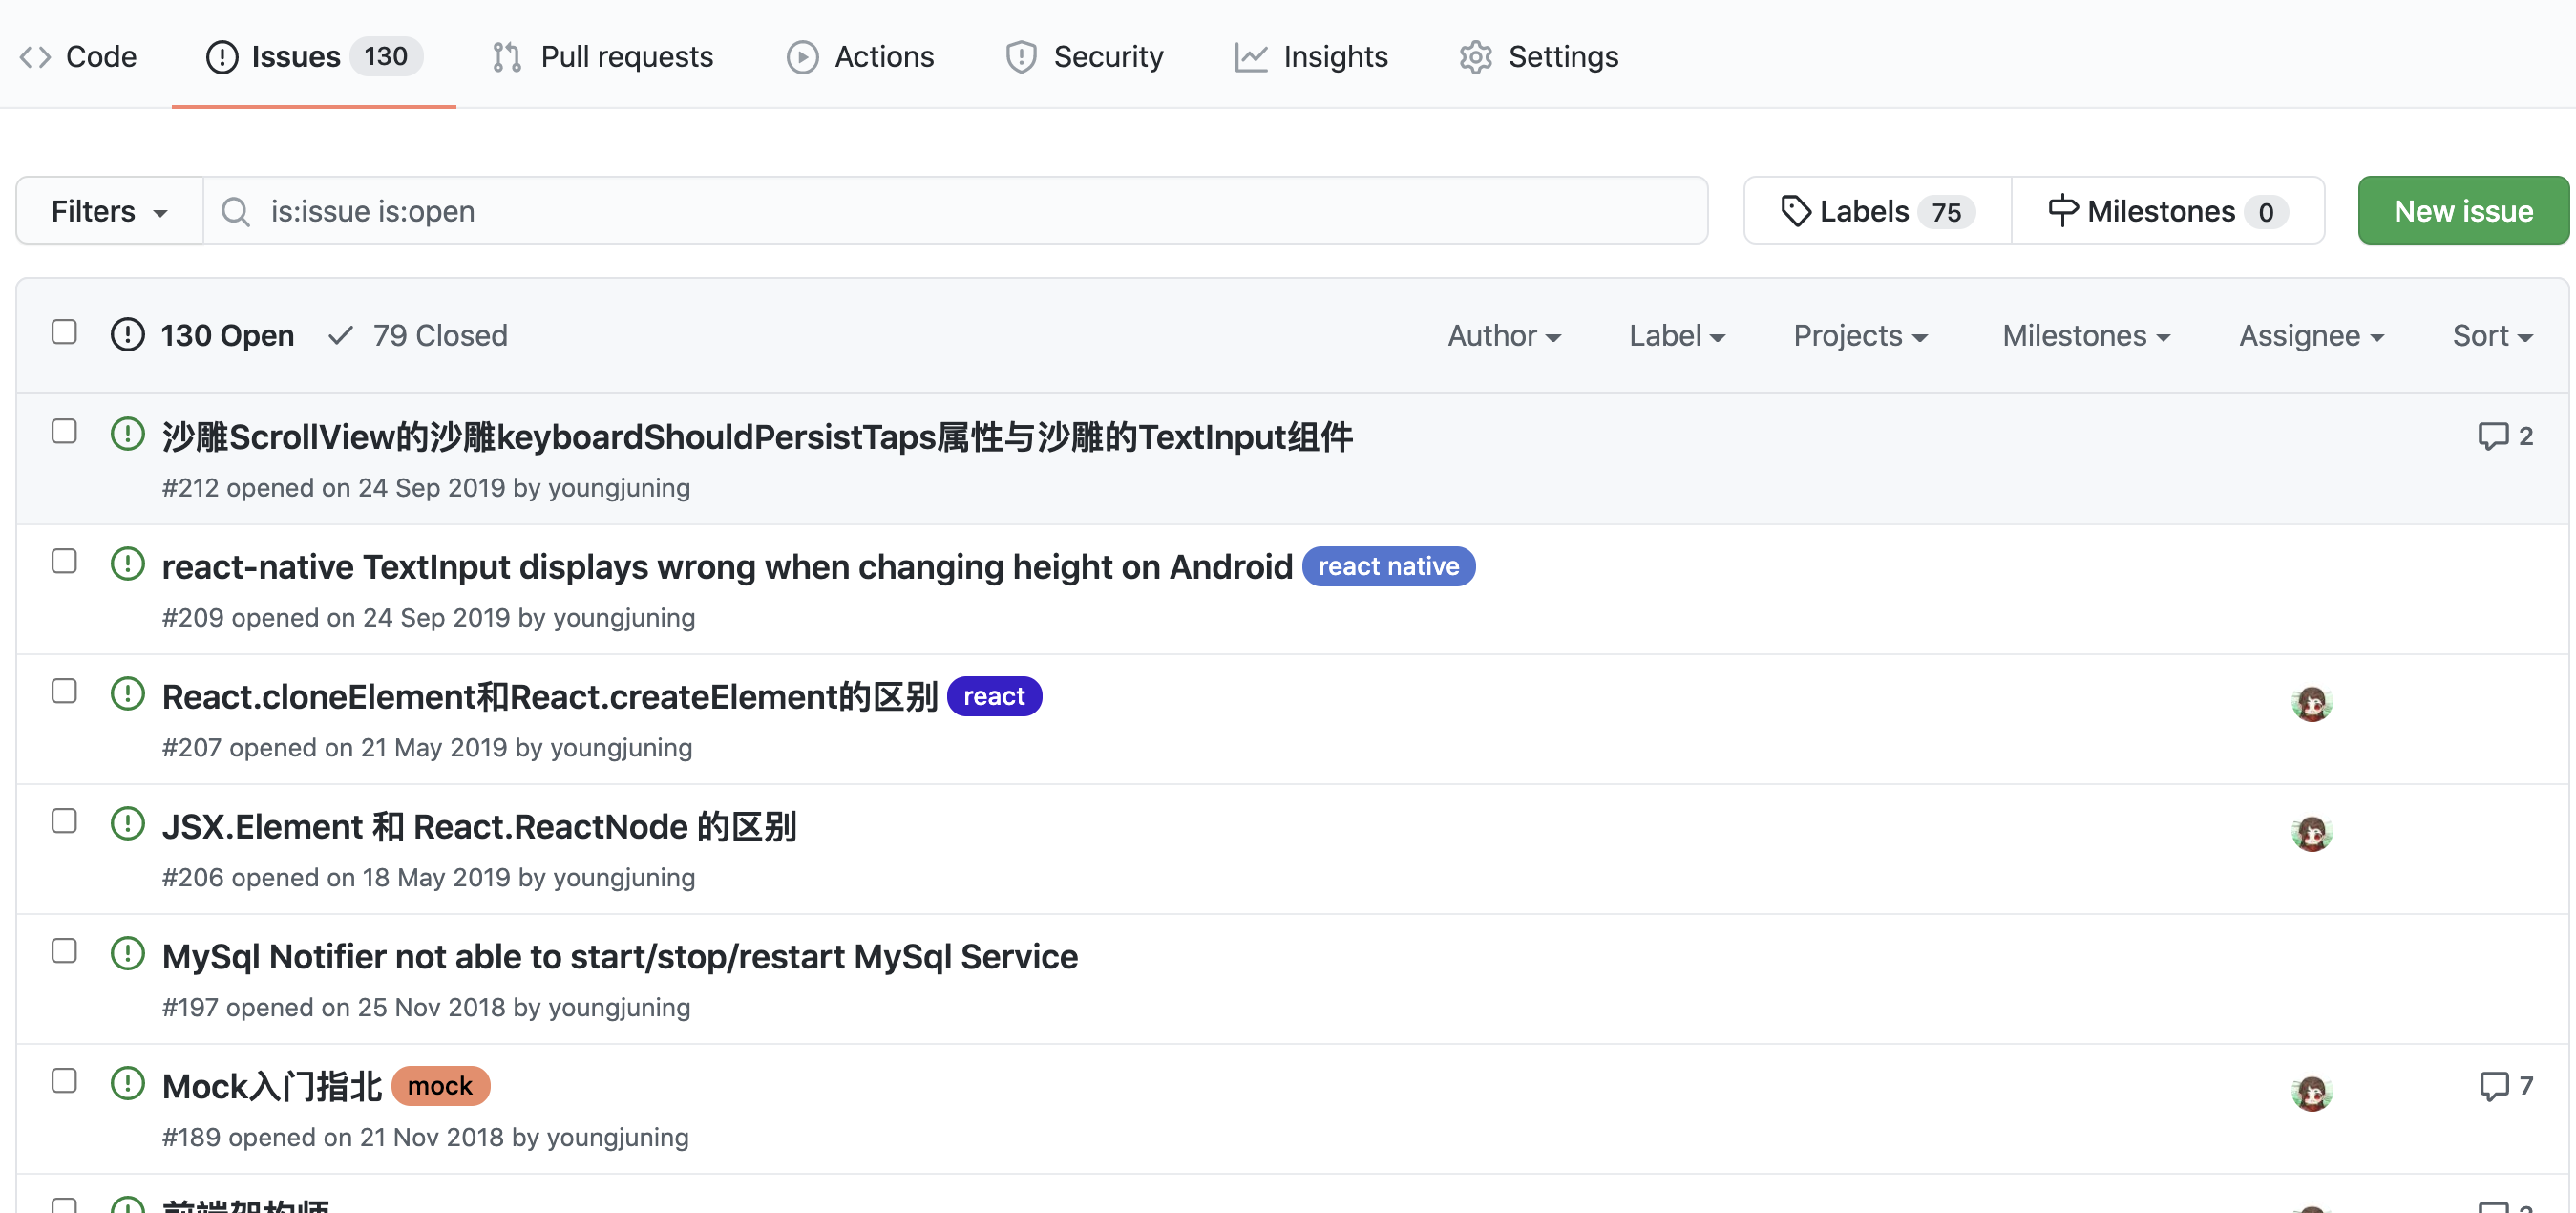 Code Issues 130 Pull requests Actions Security Insights Settings
Filters is:issue is:open Labels 75 Milestones 0 New issue
130 Open 79 Closed Author Label Projects Milestones Assignee Sort
沙雕ScrollView的沙雕keyboardShouldPersistTaps属性与沙雕的TextInput组件 2
#212 opened on 24 Sep 2019 by youngjuning
react-native TextInput displays wrong when changing height on Android react native
#209 opened on 24 Sep 2019 by youngjuning
React.cloneElement和React.createElement的区别 react
#207 opened on 21 May 2019 by youngjuning
JSX.Element 和 React.ReactNode 的区别
#206 opened on 18 May 2019 by youngjuning
MySql Notifier not able to start/stop/restart MySql Service
#197 opened on 25 Nov 2018 by youngjuning
Mock入门指北 mock 7
#189 opened on 21 Nov 2018 by youngjuning
前端架构师